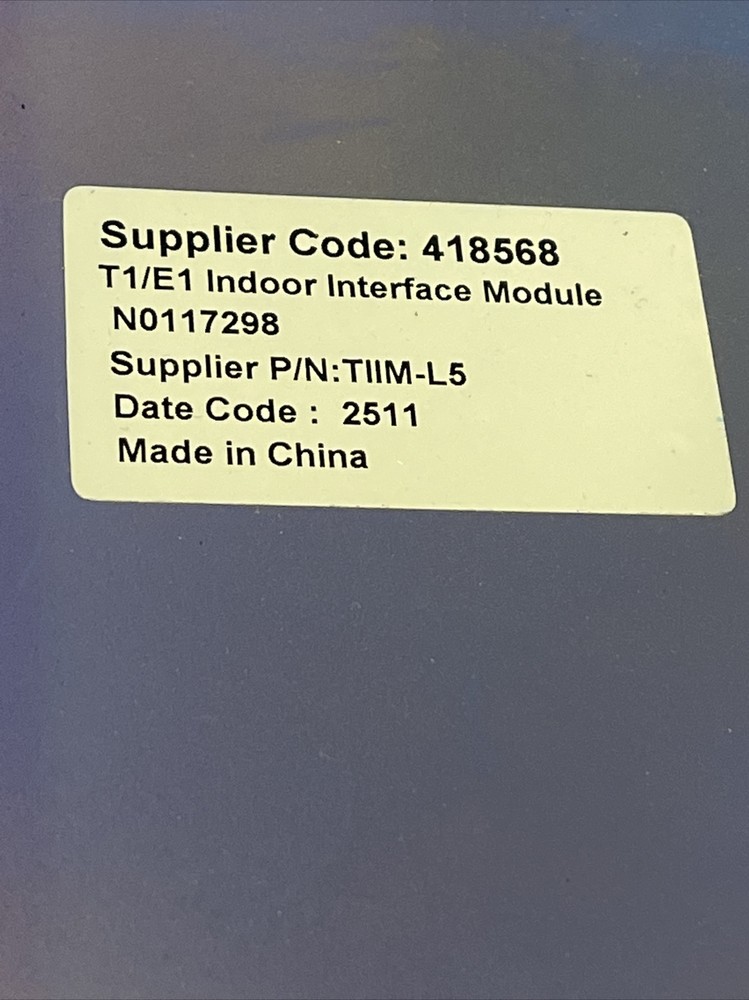 Supplier Code: 418568
T1/E1 Indoor Interface Module
N0117298
Supplier P/N:TIIM-L5
Date Code : 2511
Made in China